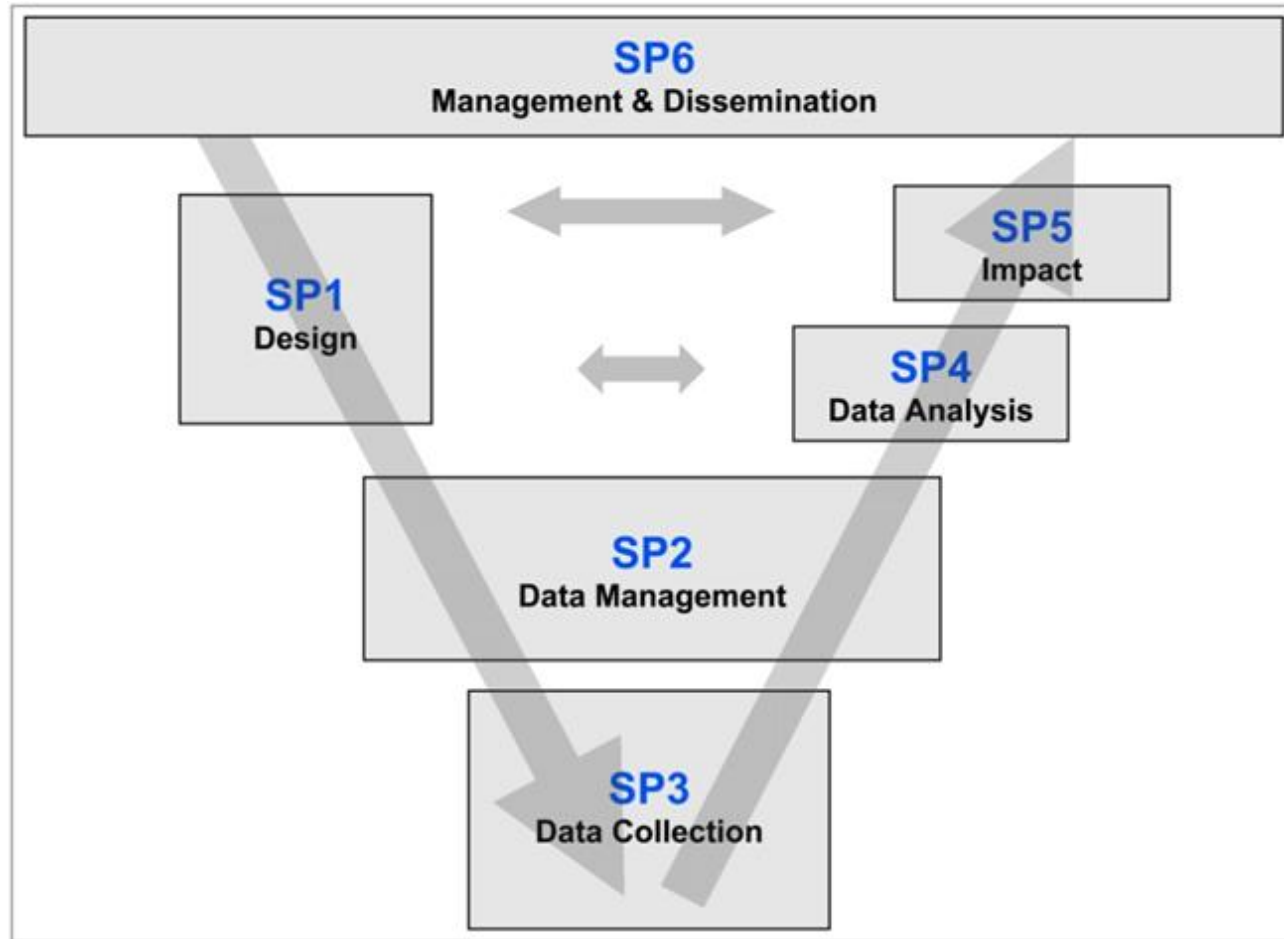 SP6
Management & Dissemination
SP1
Design
SP5
Impact
SP4
Data Analysis
SP2
Data Management
SP3
Data Collection